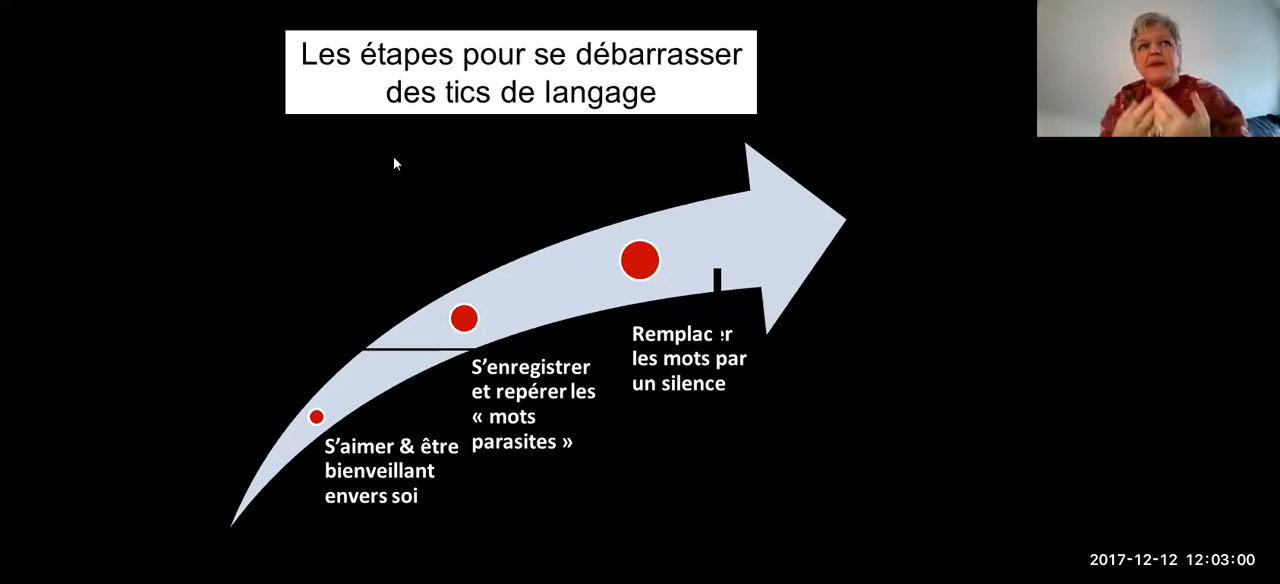 Les étapes pour se débarrasser
des tics de langage
S'aimer & être
bienveillant
envers soi
S'enregistrer
et repérer les
« mots
parasites »
Remplacer
les mots par
un silence
2017-12-12 12:03:00